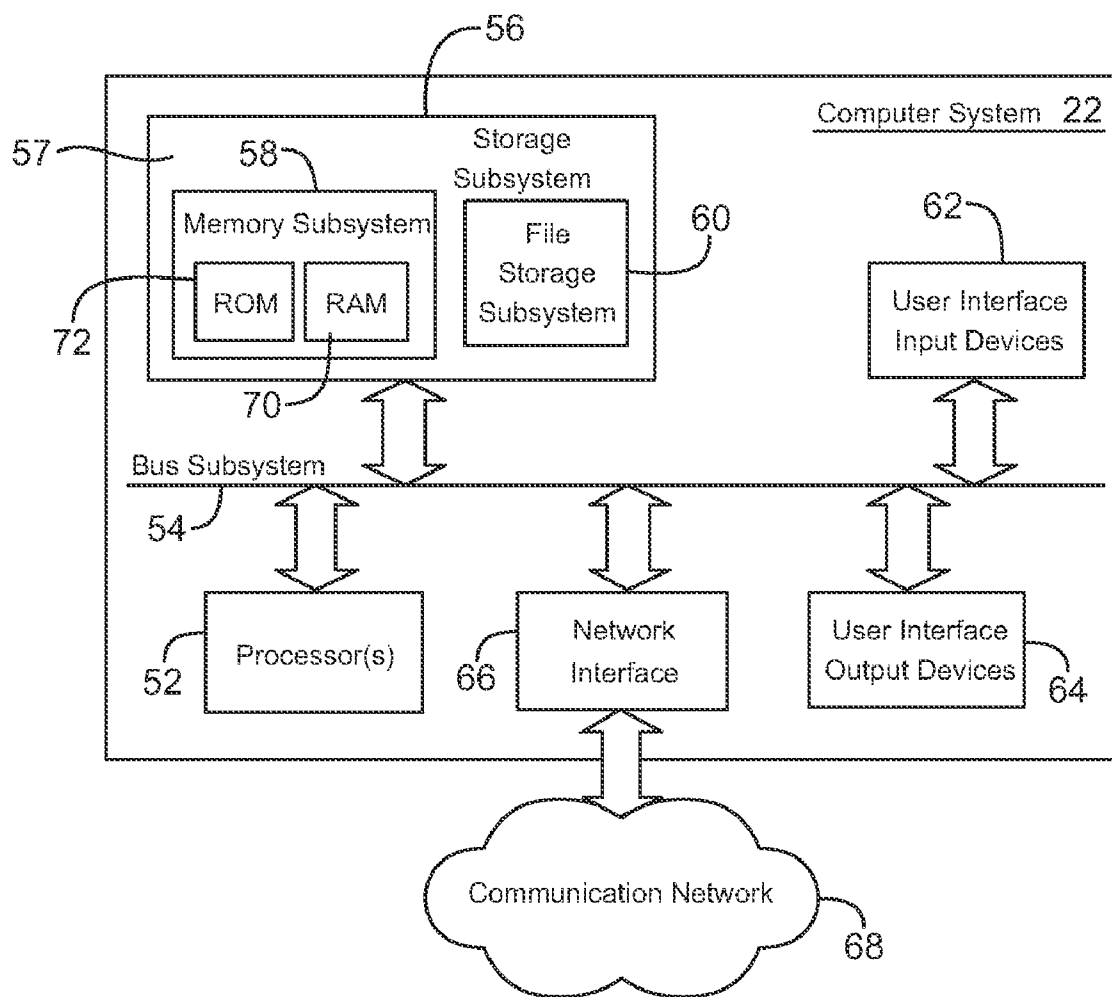 56
Computer System 22
57
58
Storage
Subsystem
Memory Subsystem
ROM
RAM
72
70
File
Storage
Subsystem
60
62
User Interface
Input Devices
Bus Subsystem
54
Processor(s)
52
Network
Interface
66
User Interface
Output Devices
64
Communication Network
68